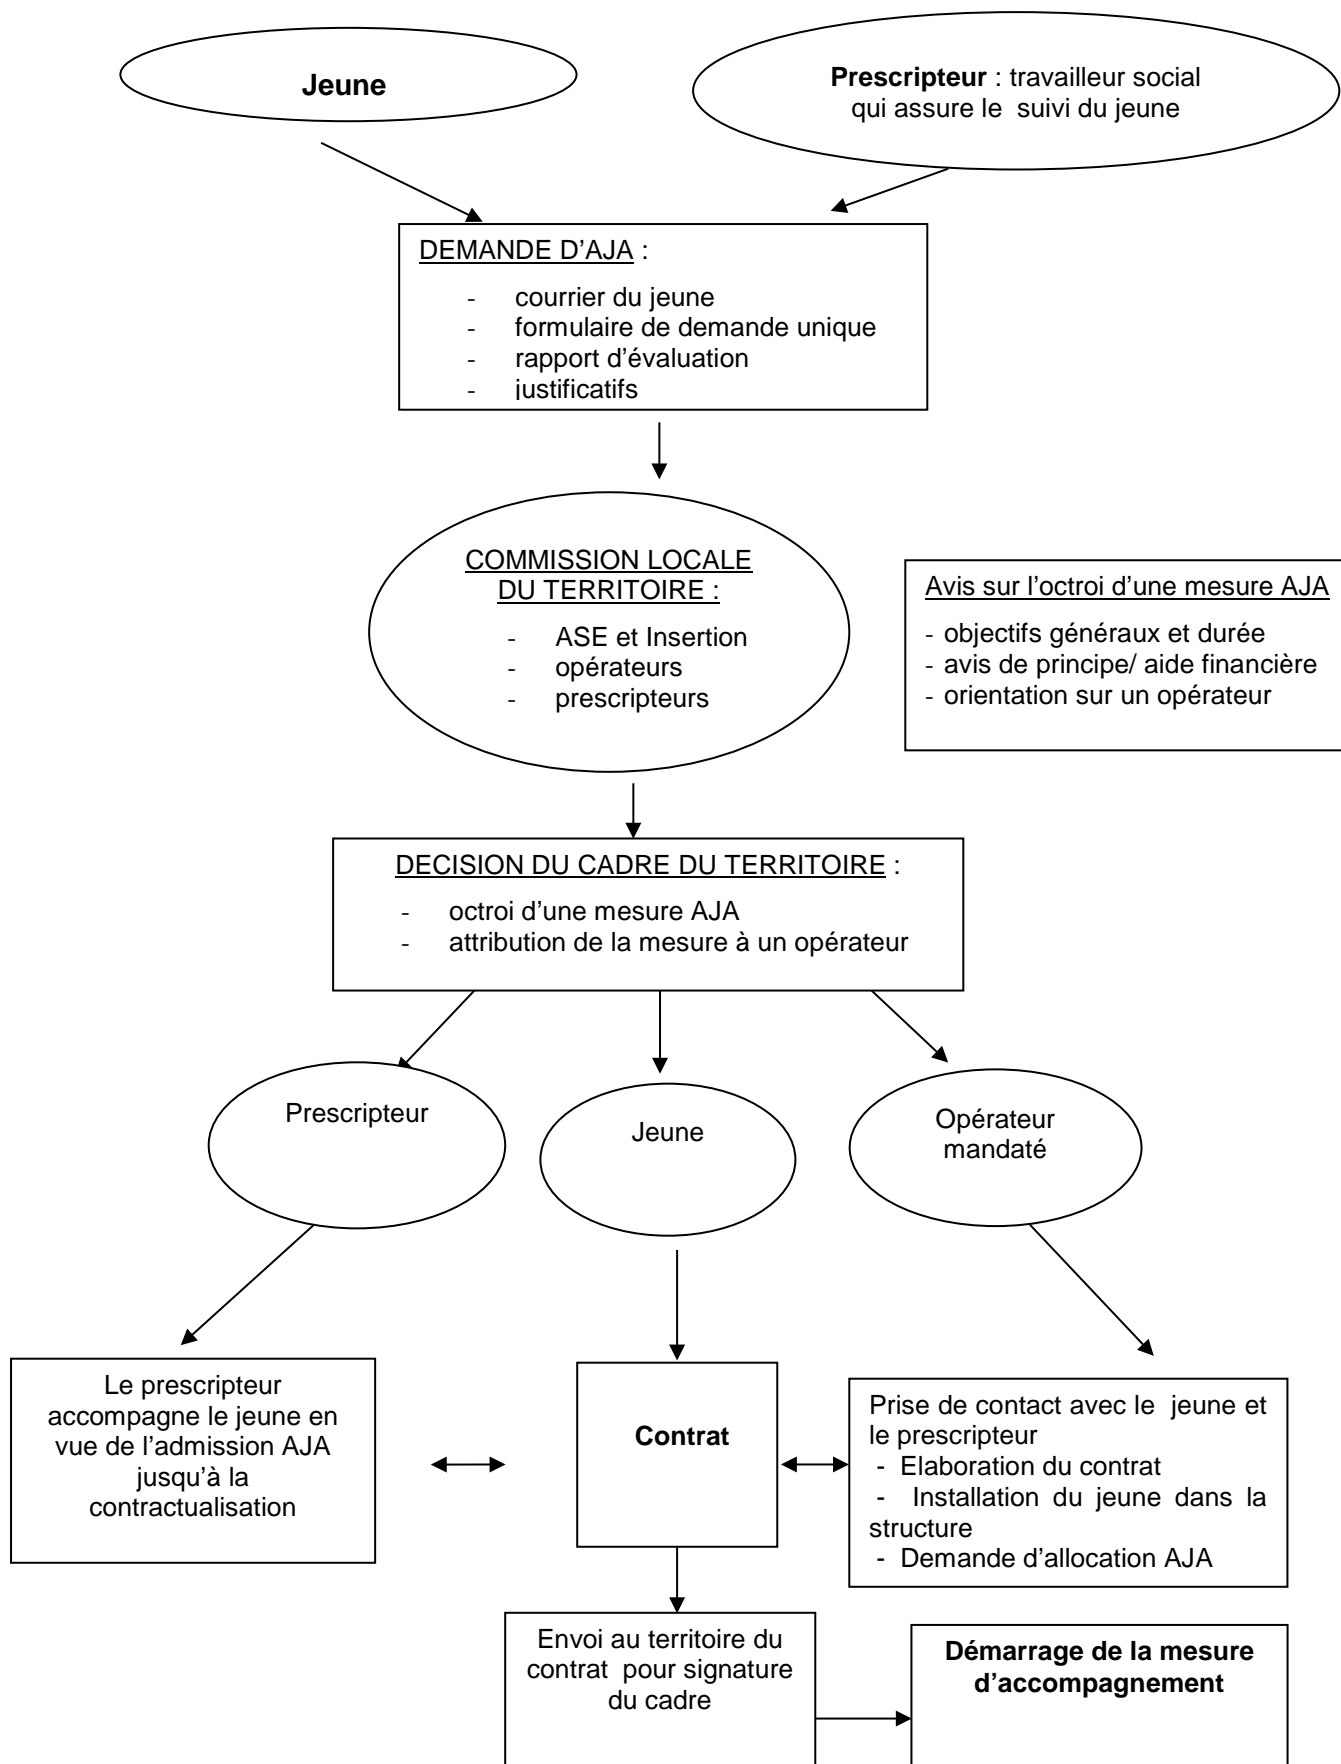 Jeune
Prescripteur : travailleur social
qui assure le suivi du jeune
DEMANDE D’AJA :
- courrier du jeune
- formulaire de demande unique
- rapport d’évaluation
- justificatifs
COMMISSION LOCALE
DU TERRITOIRE :
- ASE et Insertion
- opérateurs
- prescripteurs
Avis sur l’octroi d’une mesure AJA
- objectifs généraux et durée
- avis de principe/ aide financière
- orientation sur un opérateur
DECISION DU CADRE DU TERRITOIRE :
- octroi d’une mesure AJA
- attribution de la mesure à un opérateur
Prescripteur
Jeune
Opérateur
mandaté
Le prescripteur
accompagne le jeune en
vue de l’admission AJA
jusqu’à la
contractualisation
Contrat
Prise de contact avec le jeune et
le prescripteur
- Elaboration du contrat
- Installation du jeune dans la
structure
- Demande d’allocation AJA
Envoi au territoire du
contrat pour signature
du cadre
Démarrage de la mesure
d’accompagnement